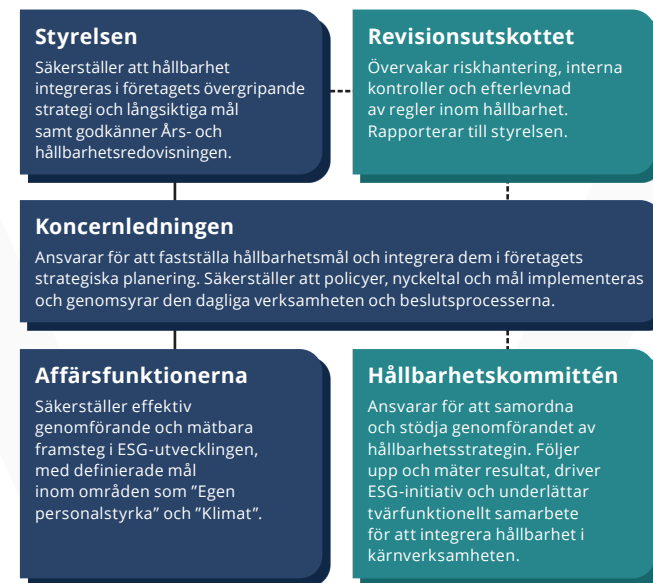 Styrelsen
Säkerställer att hållbarhet
integreras i företagets övergripande
strategi och långsiktiga mål
samt godkänner Års- och
hållbarhetsredovisningen.
Revisionsutskottet
Övervakar riskhantering, interna
kontroller och efterlevnad
av regler inom hållbarhet.
Rapporterar till styrelsen.
Koncernledningen
Ansvarar för att fastställa hållbarhetsmål och integrera dem i företagets
strategiska planering. Säkerställer att policyer, nyckeltal och mål implementeras
och genomsyrar den dagliga verksamheten och beslutsprocesserna.
Affärsfunktionerna
Säkerställer effektiv
genomförande och mätbara
framsteg i ESG-utvecklingen,
med definierade mål
inom områden som ”Egen
personalstyrka” och ”Klimat”.
Hållbarhetskommittén
Ansvarar för att samordna
och stödja genomförandet av
hållbarhetsstrategin. Följer
upp och mäter resultat, driver
ESG-initiativ och underlättar
tvärfunktionellt samarbete
för att integrera hållbarhet i
kärnverksamheten.